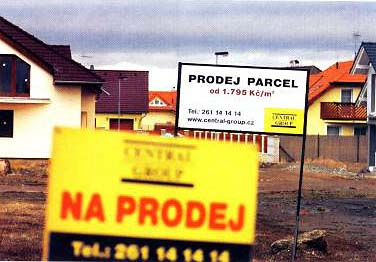 PRODEJ PARCEL
od 1.795 Kč/m²
Tel.: 261 14 14 14
www.central-group.cz
CENTRAL
GROUP
CENTRAL
GROUP
NA PRODEJ
Tel.: 261 14 14 14